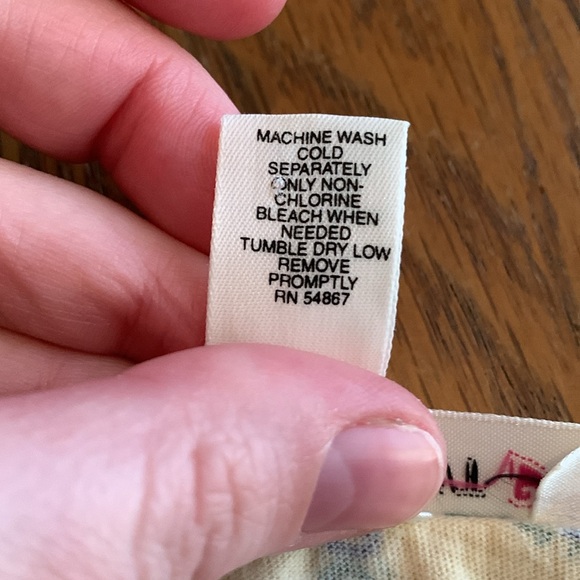 MACHINE WASH
COLD
SEPARATELY
ONLY NON-
CHLORINE
BLEACH WHEN
NEEDED
TUMBLE DRY LOW
REMOVE
PROMPTLY
RN 54867